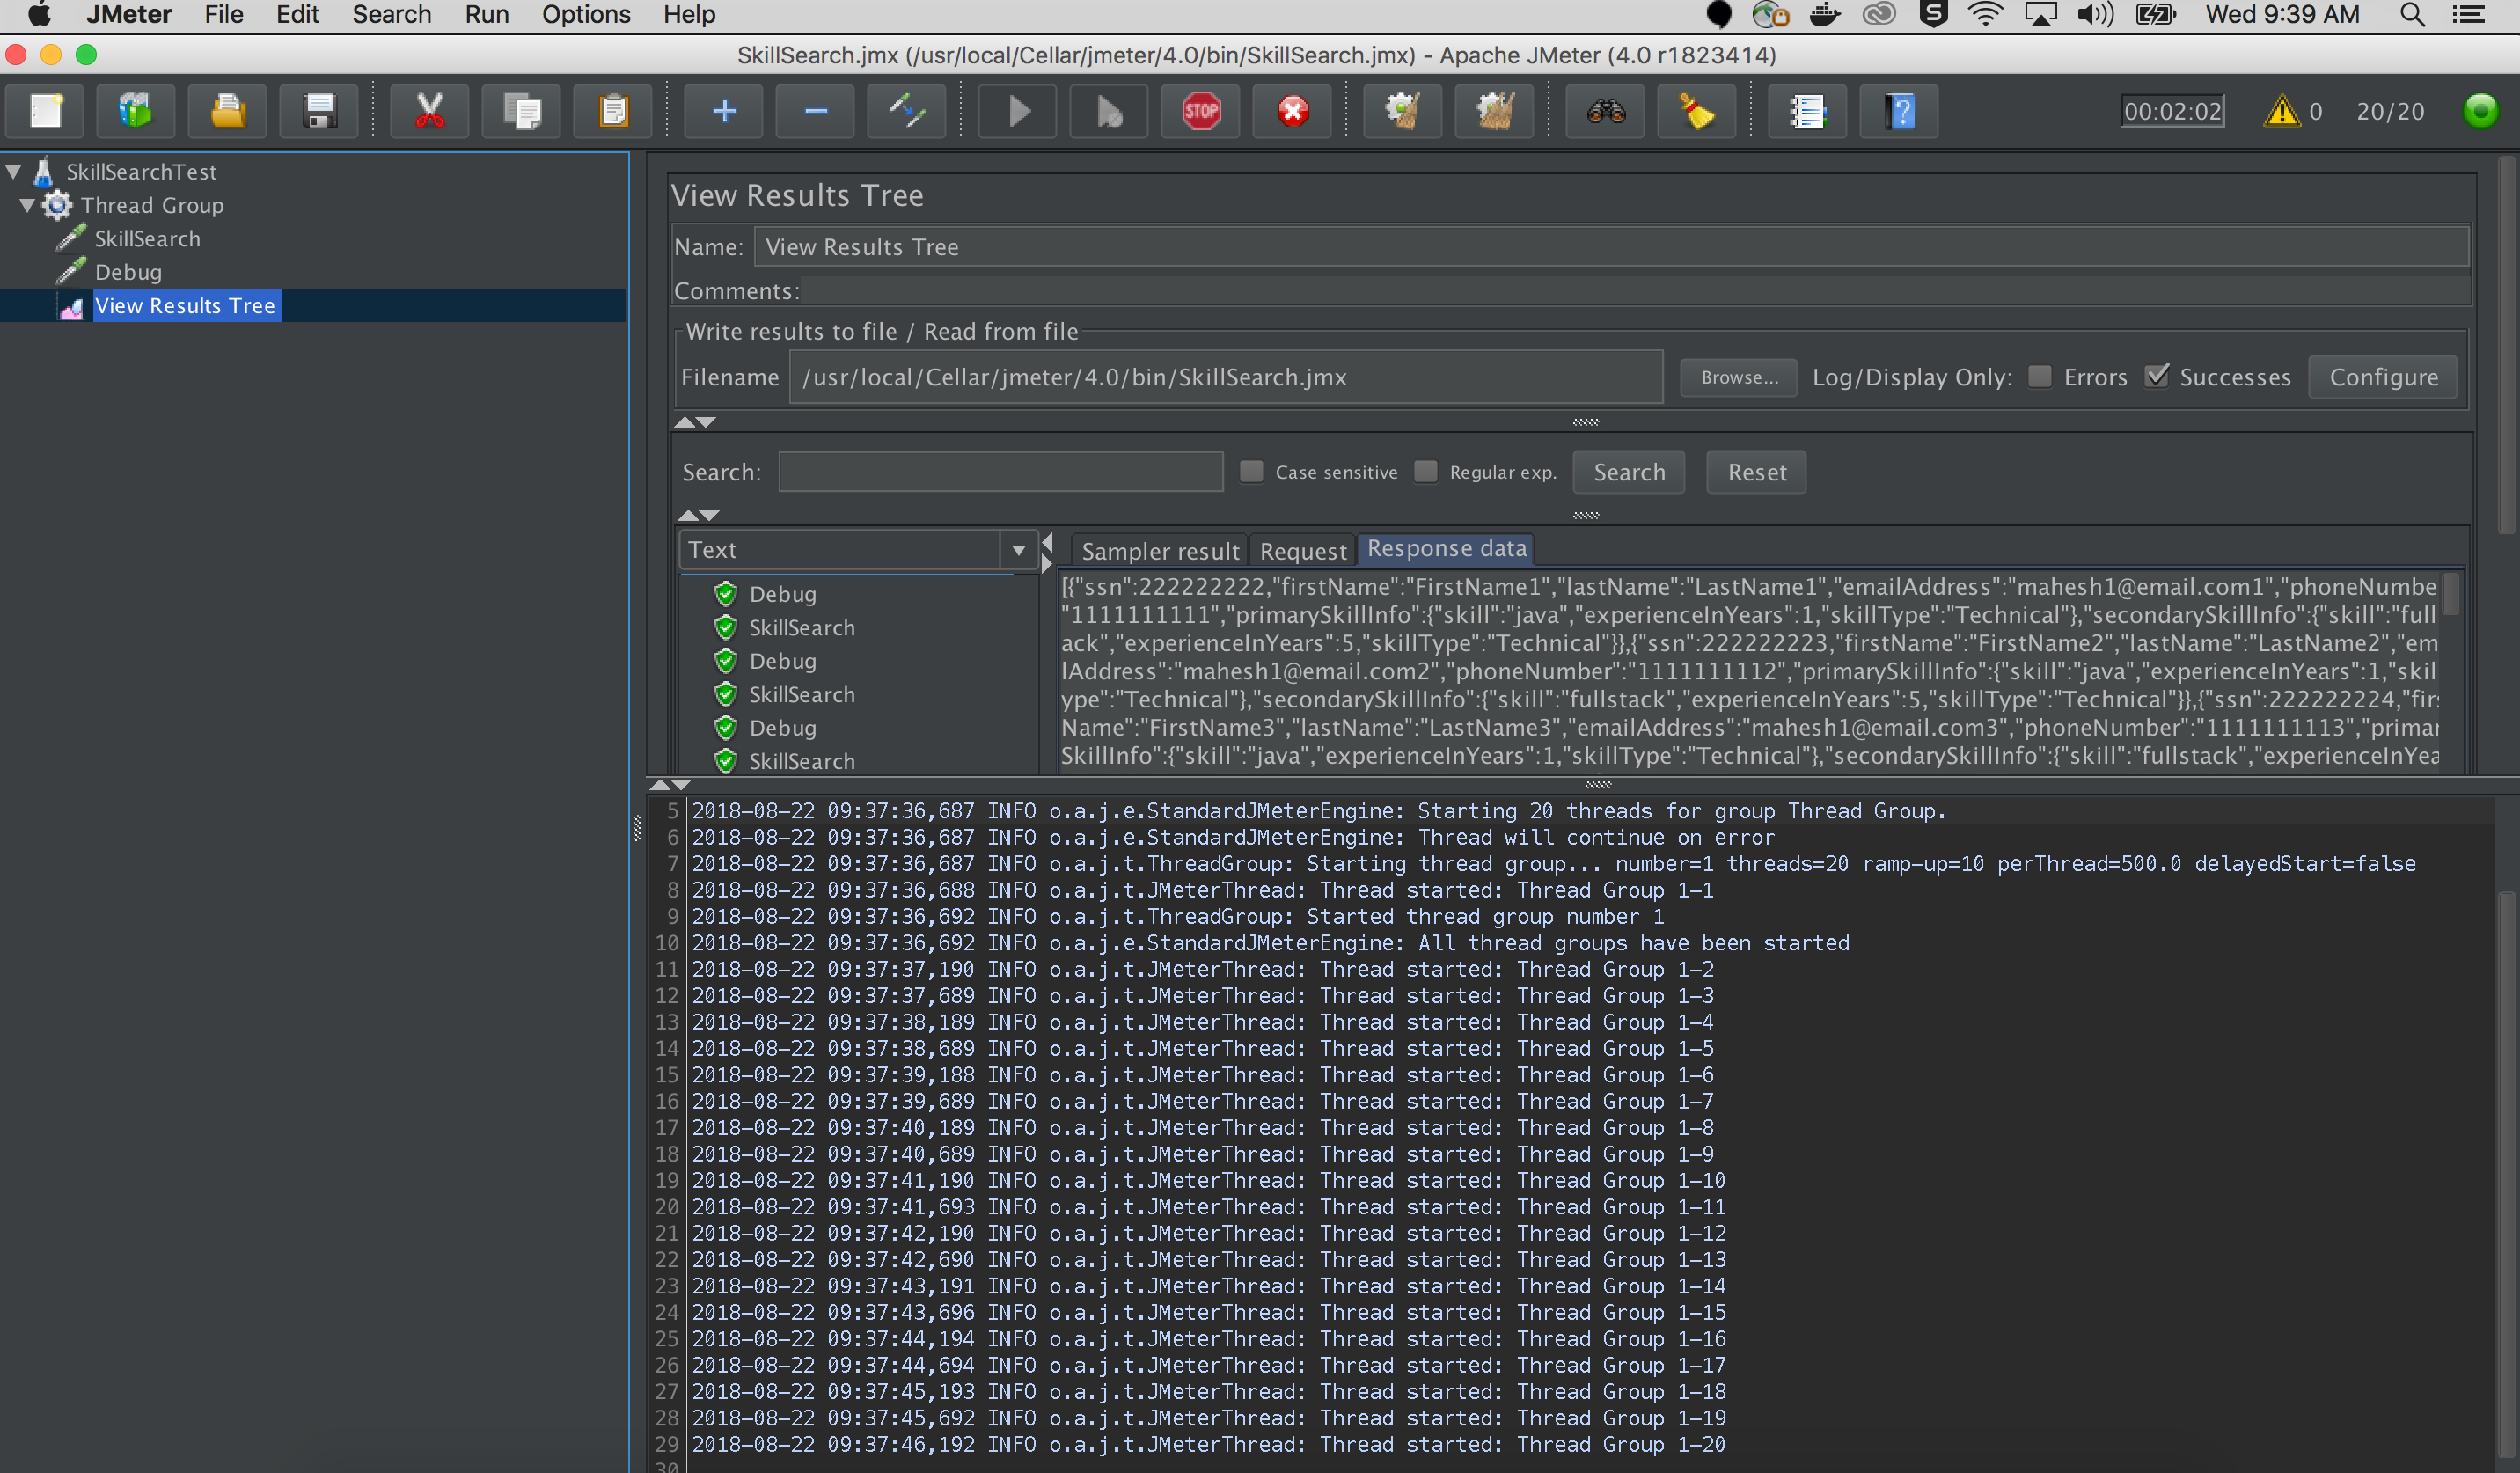 JMeter File Edit Search Run Options Help Wed 9:39 AM
SkillSearch.jmx (/usr/local/Cellar/jmeter/4.0/bin/SkillSearch.jmx) - Apache JMeter (4.0 r1823414)
STOP 00:02:02 0 20/20
SkillSearchTest
Thread Group
SkillSearch
Debug
View Results Tree
View Results Tree
Name: View Results Tree
Comments:
Write results to file / Read from file
Filename /usr/local/Cellar/jmeter/4.0/bin/SkillSearch.jmx Browse... Log/Display Only: Errors Successes Configure
Search: Case sensitive Regular exp. Search Reset
Text
Sampler result Request Response data
Debug
SkillSearch
Debug
SkillSearch
Debug
SkillSearch
[{"ssn":222222222,"firstName":"FirstName1","lastName":"LastName1","emailAddress":"mahesh1@email.com1","phoneNumbe
"1111111111","primarySkillInfo":{"skill":"java","experienceInYears":1,"skillType":"Technical"},"secondarySkillInfo":{"skill":"full
ack","experienceInYears":5,"skillType":"Technical"}},{"ssn":222222223,"firstName":"FirstName2","lastName":"LastName2","em
lAddress":"mahesh1@email.com2","phoneNumber":"1111111112","primarySkillInfo":{"skill":"java","experienceInYears":1,"skil
ype":"Technical"},"secondarySkillInfo":{"skill":"fullstack","experienceInYears":5,"skillType":"Technical"}},{"ssn":222222224,"firs
Name":"FirstName3","lastName":"LastName3","emailAddress":"mahesh1@email.com3","phoneNumber":"1111111113","primar
SkillInfo":{"skill":"java","experienceInYears":1,"skillType":"Technical"},"secondarySkillInfo":{"skill":"fullstack","experienceInYea
5 2018-08-22 09:37:36,687 INFO o.a.j.e.StandardJMeterEngine: Starting 20 threads for group Thread Group.
6 2018-08-22 09:37:36,687 INFO o.a.j.e.StandardJMeterEngine: Thread will continue on error
7 2018-08-22 09:37:36,687 INFO o.a.j.t.ThreadGroup: Starting thread group... number=1 threads=20 ramp-up=10 perThread=500.0 delayedStart=false
8 2018-08-22 09:37:36,688 INFO o.a.j.t.JMeterThread: Thread started: Thread Group 1-1
9 2018-08-22 09:37:36,692 INFO o.a.j.t.ThreadGroup: Started thread group number 1
10 2018-08-22 09:37:36,692 INFO o.a.j.e.StandardJMeterEngine: All thread groups have been started
11 2018-08-22 09:37:37,190 INFO o.a.j.t.JMeterThread: Thread started: Thread Group 1-2
12 2018-08-22 09:37:37,689 INFO o.a.j.t.JMeterThread: Thread started: Thread Group 1-3
13 2018-08-22 09:37:38,189 INFO o.a.j.t.JMeterThread: Thread started: Thread Group 1-4
14 2018-08-22 09:37:38,689 INFO o.a.j.t.JMeterThread: Thread started: Thread Group 1-5
15 2018-08-22 09:37:39,188 INFO o.a.j.t.JMeterThread: Thread started: Thread Group 1-6
16 2018-08-22 09:37:39,689 INFO o.a.j.t.JMeterThread: Thread started: Thread Group 1-7
17 2018-08-22 09:37:40,189 INFO o.a.j.t.JMeterThread: Thread started: Thread Group 1-8
18 2018-08-22 09:37:40,689 INFO o.a.j.t.JMeterThread: Thread started: Thread Group 1-9
19 2018-08-22 09:37:41,190 INFO o.a.j.t.JMeterThread: Thread started: Thread Group 1-10
20 2018-08-22 09:37:41,693 INFO o.a.j.t.JMeterThread: Thread started: Thread Group 1-11
21 2018-08-22 09:37:42,190 INFO o.a.j.t.JMeterThread: Thread started: Thread Group 1-12
22 2018-08-22 09:37:42,690 INFO o.a.j.t.JMeterThread: Thread started: Thread Group 1-13
23 2018-08-22 09:37:43,191 INFO o.a.j.t.JMeterThread: Thread started: Thread Group 1-14
24 2018-08-22 09:37:43,696 INFO o.a.j.t.JMeterThread: Thread started: Thread Group 1-15
25 2018-08-22 09:37:44,194 INFO o.a.j.t.JMeterThread: Thread started: Thread Group 1-16
26 2018-08-22 09:37:44,694 INFO o.a.j.t.JMeterThread: Thread started: Thread Group 1-17
27 2018-08-22 09:37:45,193 INFO o.a.j.t.JMeterThread: Thread started: Thread Group 1-18
28 2018-08-22 09:37:45,692 INFO o.a.j.t.JMeterThread: Thread started: Thread Group 1-19
29 2018-08-22 09:37:46,192 INFO o.a.j.t.JMeterThread: Thread started: Thread Group 1-20
30